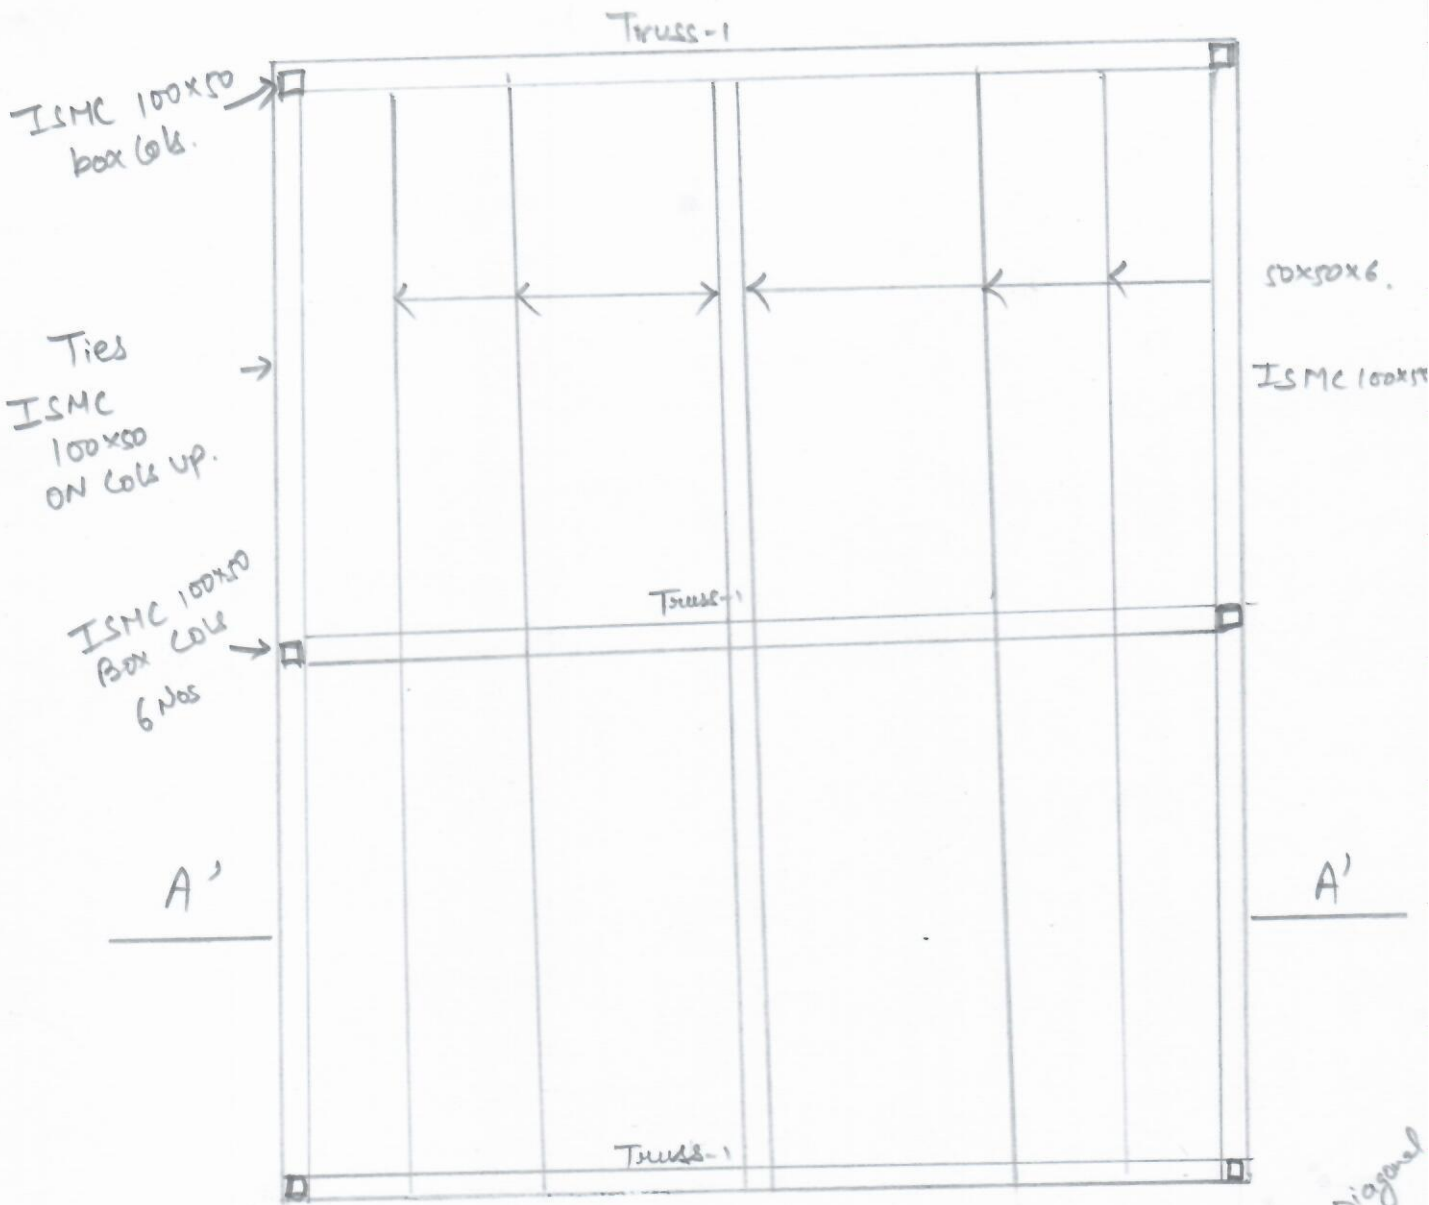 Truss-1
ISMC 100x50
box Cols.
50x50x6.
Ties
ISMC
100x50
ON Cols UP.
ISMC 100x5
Truss-1
ISMC 100x50
Box Cols
6 Nos
A'
A'
Truss-1
Diagonal